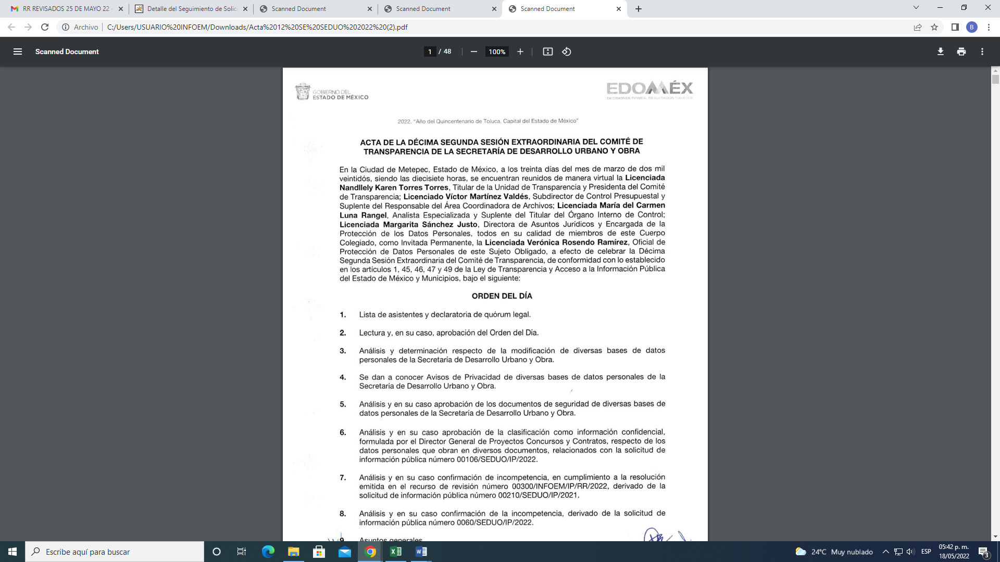 RR REVISADOS 25 DE MAYO 22 -
Detalle del Seguimiento de Solici
Scanned Document
Scanned Document
Scanned Document
Archivo
C:/Users/USUARIO%20INFOEM/Downloads/Acta%2012%20SE%20SEDUO%202022%20(2).pdf
B
Scanned Document
1 / 48
100%
GOBIERNO DEL
ESTADO DE MÉXICO
EDOMÉX
DECISIONES FIRMES, RESULTADOS FUERTES.
2022. “Año del Quincentenario de Toluca, Capital del Estado de México”
ACTA DE LA DÉCIMA SEGUNDA SESIÓN EXTRAORDINARIA DEL COMITÉ DE
TRANSPARENCIA DE LA SECRETARÍA DE DESARROLLO URBANO Y OBRA
En la Ciudad de Metepec, Estado de México, a los treinta días del mes de marzo de dos mil
veintidós, siendo las diecisiete horas, se encuentran reunidos de manera virtual la Licenciada
Nandllely Karen Torres Torres, Titular de la Unidad de Transparencia y Presidenta del Comité
de Transparencia; Licenciado Víctor Martínez Valdés, Subdirector de Control Presupuestal y
Suplente del Responsable del Área Coordinadora de Archivos; Licenciada María del Carmen
Luna Rangel, Analista Especializada y Suplente del Titular del Órgano Interno de Control;
Licenciada Margarita Sánchez Justo, Directora de Asuntos Jurídicos y Encargada de la
Protección de los Datos Personales, todos en su calidad de miembros de este Cuerpo
Colegiado, como Invitada Permanente, la Licenciada Verónica Rosendo Ramírez, Oficial de
Protección de Datos Personales de este Sujeto Obligado, a efecto de celebrar la Décima
Segunda Sesión Extraordinaria del Comité de Transparencia, de conformidad con lo establecido
en los artículos 1, 45, 46, 47 y 49 de la Ley de Transparencia y Acceso a la Información Pública
del Estado de México y Municipios, bajo el siguiente:
ORDEN DEL DÍA
1. Lista de asistentes y declaratoria de quórum legal.
2. Lectura y, en su caso, aprobación del Orden del Día.
3. Análisis y determinación respecto de la modificación de diversas bases de datos
personales de la Secretaría de Desarrollo Urbano y Obra.
4. Se dan a conocer Avisos de Privacidad de diversas bases de datos personales de la
Secretaría de Desarrollo Urbano y Obra.
5. Análisis y en su caso aprobación de los documentos de seguridad de diversas bases de
datos personales de la Secretaría de Desarrollo Urbano y Obra.
6. Análisis y en su caso aprobación de la clasificación como información confidencial,
formulada por el Director General de Proyectos Concursos y Contratos, respecto de los
datos personales que obran en diversos documentos, relacionados con la solicitud de
información pública número 00106/SEDUO/IP/2022.
7. Análisis y en su caso confirmación de incompetencia, en cumplimiento a la resolución
emitida en el recurso de revisión número 00300/INFOEM/IP/RR/2022, derivado de la
solicitud de información pública número 00210/SEDUO/IP/2021.
8. Análisis y en su caso confirmación de la incompetencia, derivado de la solicitud de
información pública número 0060/SEDUO/IP/2022.
9. Asuntos generales
Escribe aquí para buscar
24°C Muy nublado
ESP
05:42 p. m.
18/05/2022
3